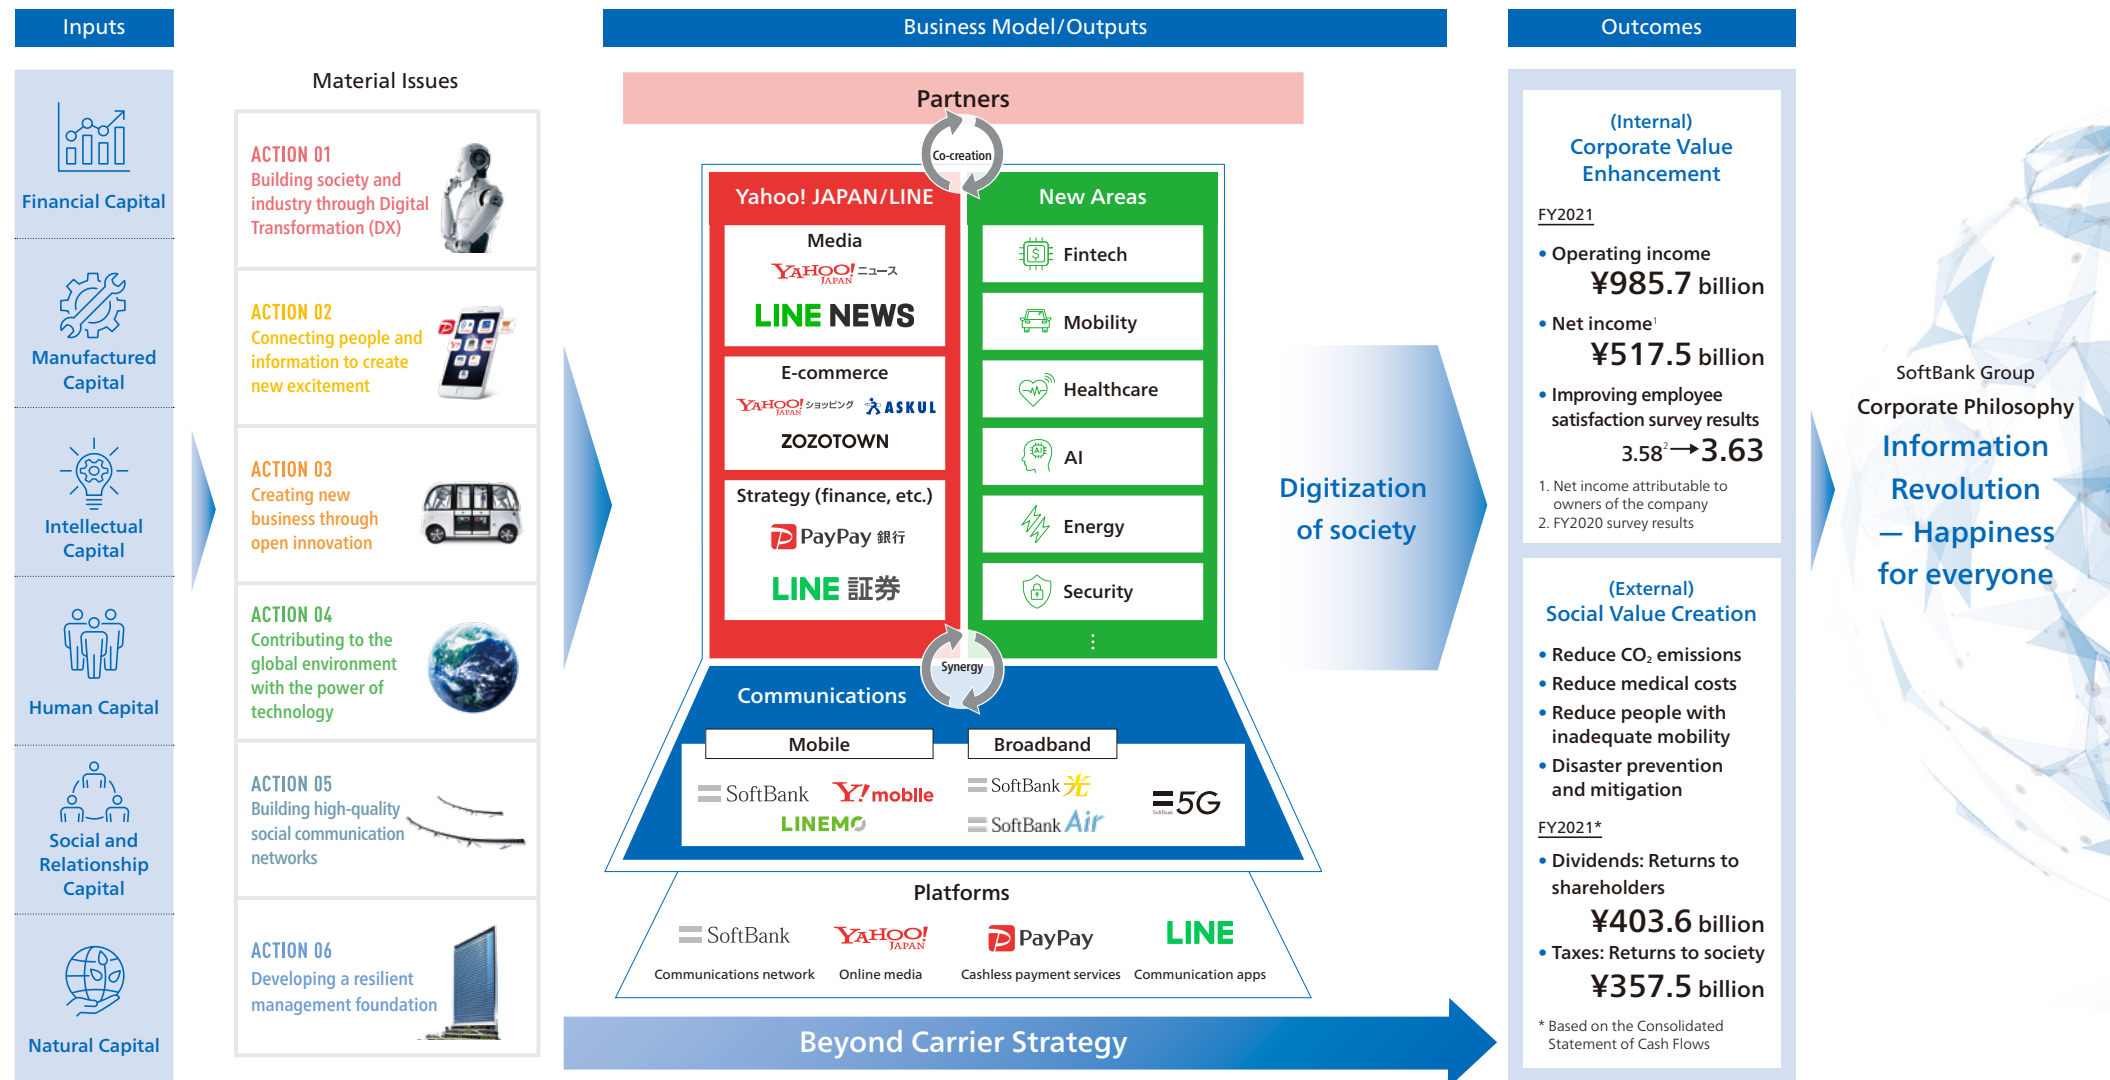 Inputs
Financial Capital
Manufactured
Capital
Intellectual
Capital
Human Capital
Social and
Relationship
Capital
Natural Capital
Material Issues
ACTION 01
Building society and
industry through Digital
Transformation (DX)
ACTION 02
Connecting people and
information to create
new excitement
ACTION 03
Creating new
business through
open innovation
ACTION 04
Contributing to the
global environment
with the power of
technology
ACTION 05
Building high-quality
social communication
networks
ACTION 06
Developing a resilient
management foundation
Business Model/Outputs
Partners
Co-creation
Yahoo! JAPAN/LINE
Media
YAHOO! JAPAN ニュース
LINE NEWS
E-commerce
YAHOO! JAPAN ショッピング ASKUL
ZOZOTOWN
Strategy (finance, etc.)
PayPay 銀行
LINE 証券
New Areas
Fintech
Mobility
Healthcare
AI
AI
Energy
Security
Synergy
Communications
Mobile
SoftBank Y!mobile
LINEMO
Broadband
SoftBank 光
SoftBank Air
SoftBank 5G
Platforms
SoftBank
Communications network
YAHOO! JAPAN
Online media
PayPay
Cashless payment services
LINE
Communication apps
Beyond Carrier Strategy
Digitization
of society
Outcomes
(Internal)
Corporate Value
Enhancement
FY2021
• Operating income
¥985.7 billion
• Net income¹
¥517.5 billion
• Improving employee
satisfaction survey results
3.58²→3.63
1. Net income attributable to
owners of the company
2. FY2020 survey results
(External)
Social Value Creation
• Reduce CO₂ emissions
• Reduce medical costs
• Reduce people with
inadequate mobility
• Disaster prevention
and mitigation
FY2021*
• Dividends: Returns to
shareholders
¥403.6 billion
• Taxes: Returns to society
¥357.5 billion
* Based on the Consolidated
Statement of Cash Flows
SoftBank Group
Corporate Philosophy
Information
Revolution
— Happiness
for everyone